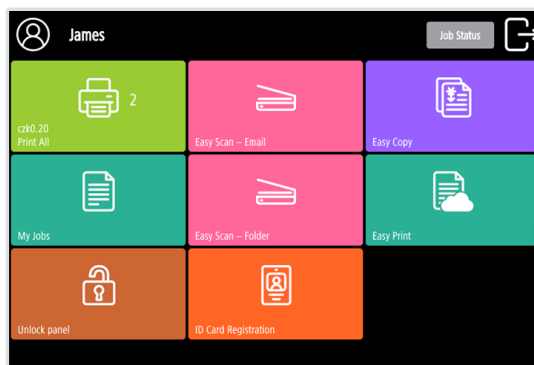 James
Job Status
2
czk0.20
Print All
Easy Scan – Email
Easy Copy
My Jobs
Easy Scan – Folder
Easy Print
Unlock panel
ID Card Registration